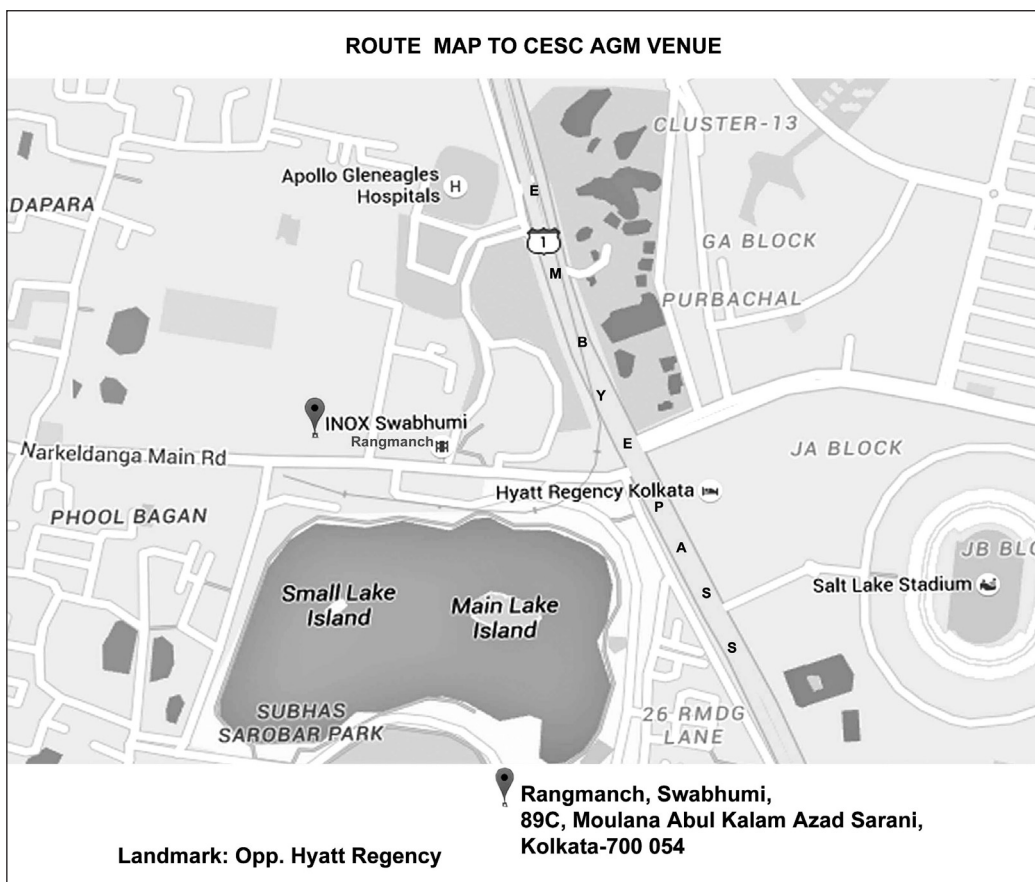 ROUTE MAP TO CESC AGM VENUE
CLUSTER-13
Apollo Gleneagles
Hospitals
H
E
DAPARA
1
GA BLOCK
M
PURBACHAL
B
Y
INOX Swabhumi
Rangmanch
E
JA BLOCK
Narkeldanga Main Rd
Hyatt Regency Kolkata
P
PHOOL BAGAN
A
JB BLO
Salt Lake Stadium
Small Lake
Island
Main Lake
Island
S
S
SUBHAS
SAROBAR PARK
26 RMDG
LANE
Rangmanch, Swabhumi,
89C, Moulana Abul Kalam Azad Sarani,
Kolkata-700 054
Landmark: Opp. Hyatt Regency